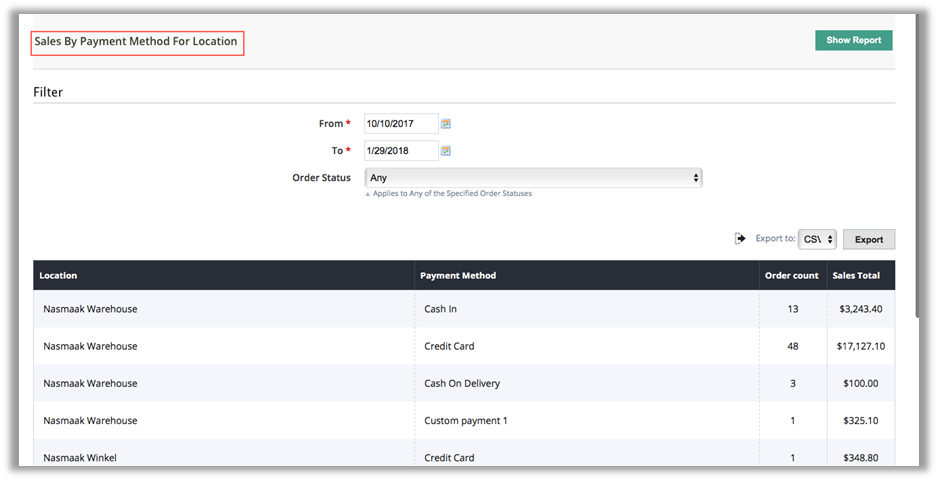 Sales By Payment Method For Location
Show Report
Filter
From *
10/10/2017
To *
1/29/2018
Order Status
Any
Applies to Any of the Specified Order Statuses
Export to: CSV Export
Location Payment Method Order count Sales Total
Nasmaak Warehouse Cash In 13 $3,243.40
Nasmaak Warehouse Credit Card 48 $17,127.10
Nasmaak Warehouse Cash On Delivery 3 $100.00
Nasmaak Warehouse Custom payment 1 1 $325.10
Nasmaak Winkel Credit Card 1 $348.80